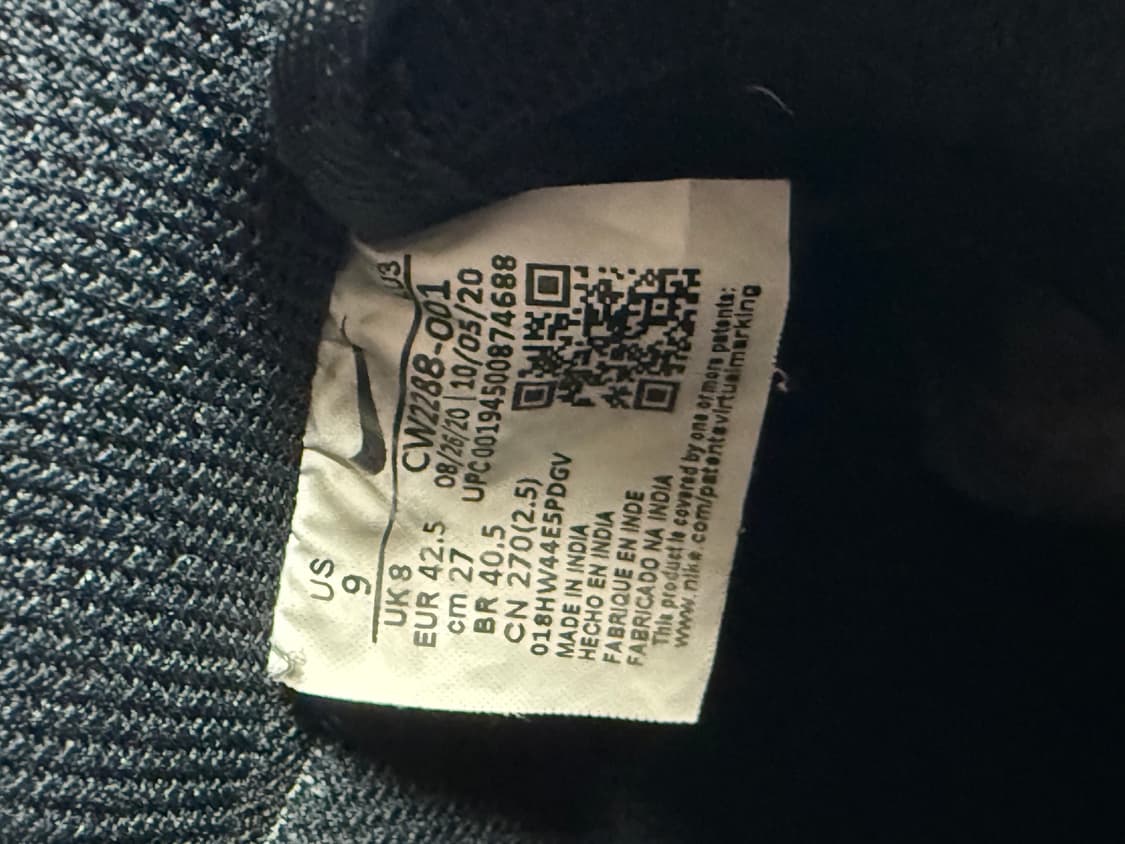 US
9
U3
UK 8
EUR 42.5
cm 27
BR 40.5
CN 270(2.5)
CW2288-001
08/26/20 | 10/05/20
UPC00194500874688
018HW44E5PDGV
MADE IN INDIA
HECHO EN INDIA
FABRIQUE EN INDE
FABRICADO NA INDIA
This product is covered by one or more patents:
www.nike.com/patentsvirtualmarking